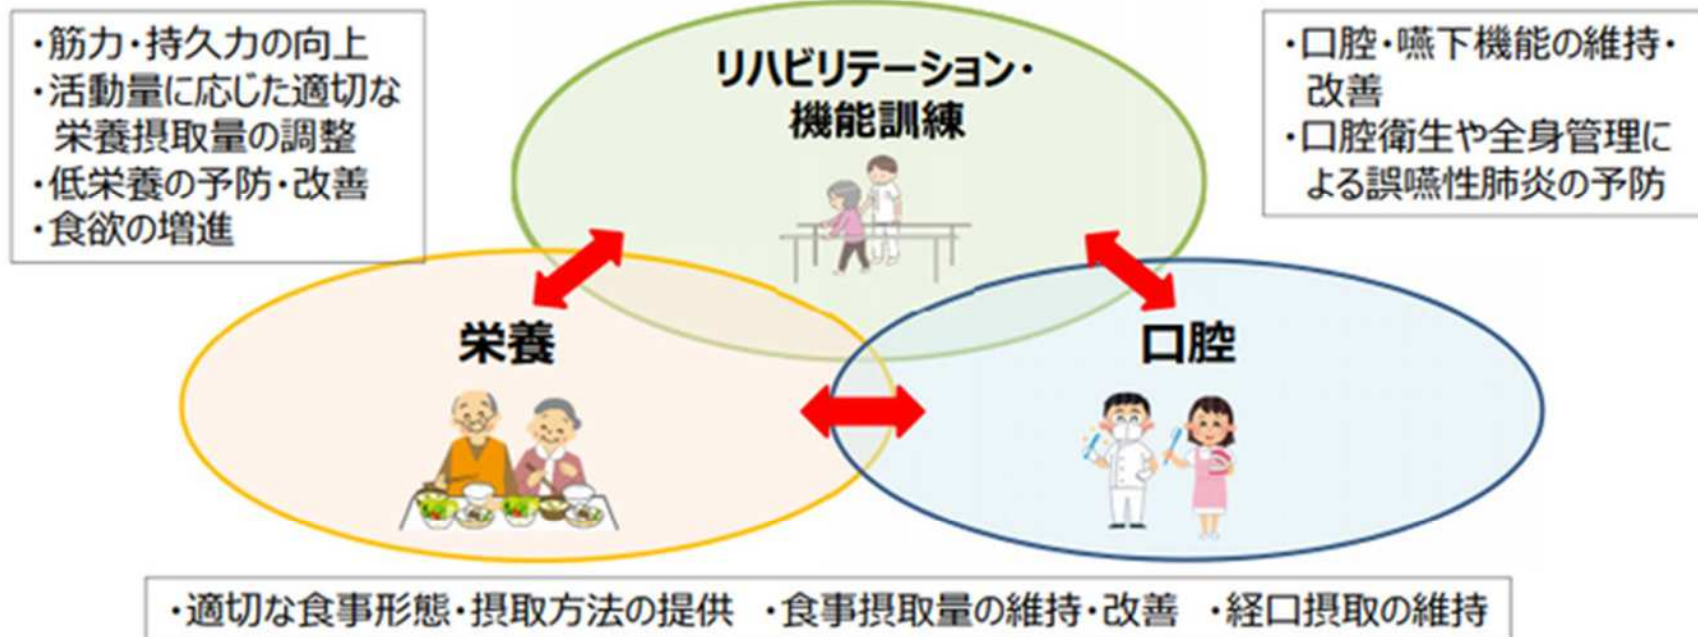 ・筋力・持久力の向上
・活動量に応じた適切な
栄養摂取量の調整
・低栄養の予防・改善
・食欲の増進
リハビリテーション・
機能訓練
・口腔・嚥下機能の維持・
改善
・口腔衛生や全身管理に
よる誤嚥性肺炎の予防
栄養
口腔
・適切な食事形態・摂取方法の提供 ・食事摂取量の維持・改善 ・経口摂取の維持